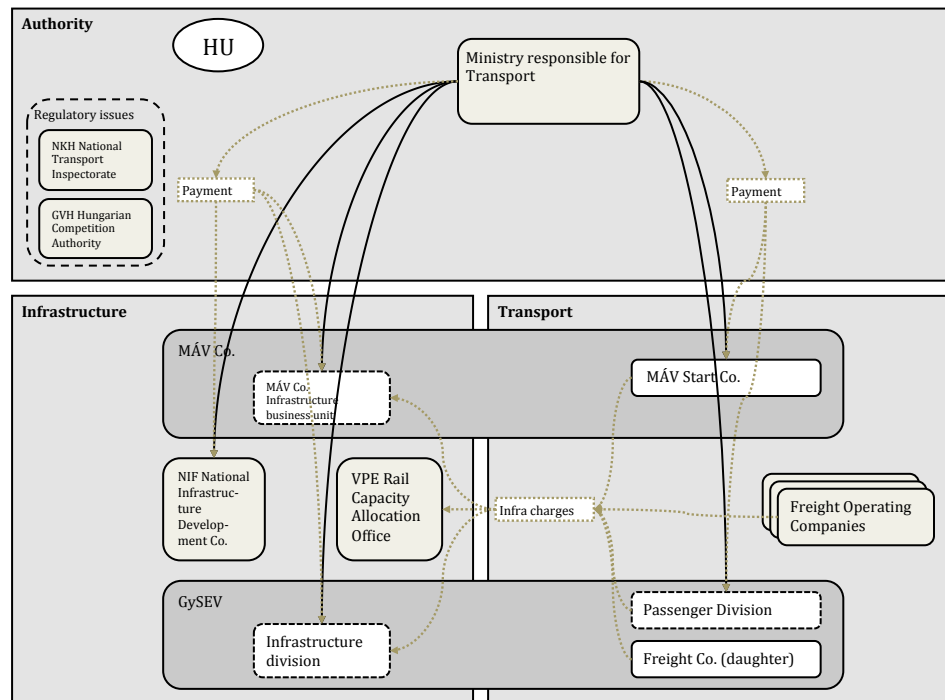 Authority
HU
Ministry responsible for
Transport
Regulatory issues
NKH National
Transport
Inspectorate
GVH Hungarian
Competition
Authority
Payment
Payment
Infrastructure
Transport
MÁV Co.
MÁV Co.
Infrastructure
business unit
MÁV Start Co.
NIF National
Infrastruc-
ture
Develop-
ment Co.
VPE Rail
Capacity
Allocation
Office
Infra charges
Freight Operating
Companies
GySEV
Infrastructure
division
Passenger Division
Freight Co. (daughter)